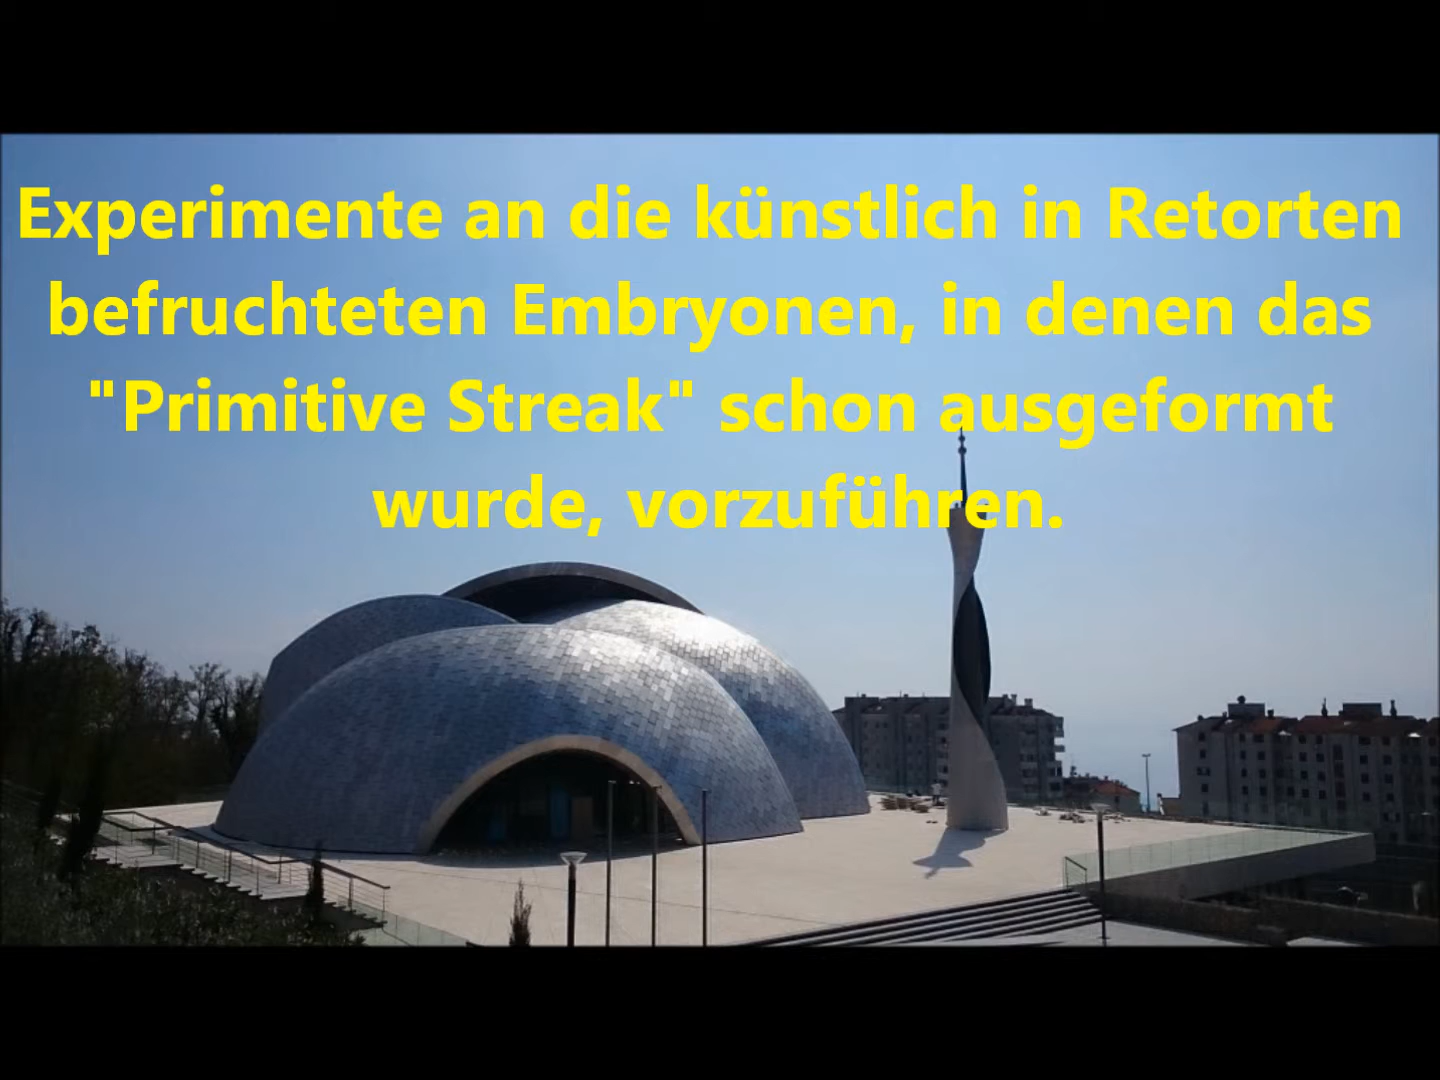 Experimente an die künstlich in Retorten
befruchteten Embryonen, in denen das
"Primitive Streak" schon ausgeformt
wurde, vorzuführen.